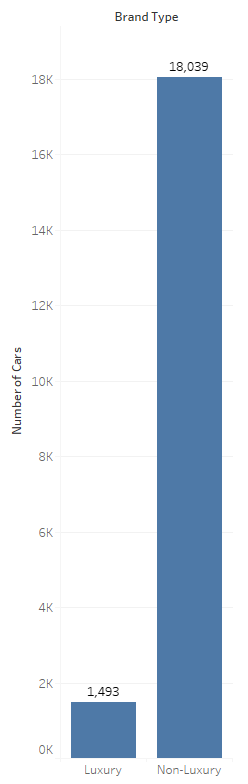 Brand Type
18,039
18K
16K
14K
12K
Number of Cars
10K
8K
6K
4K
1,493
2K
0K
Luxury Non-Luxury